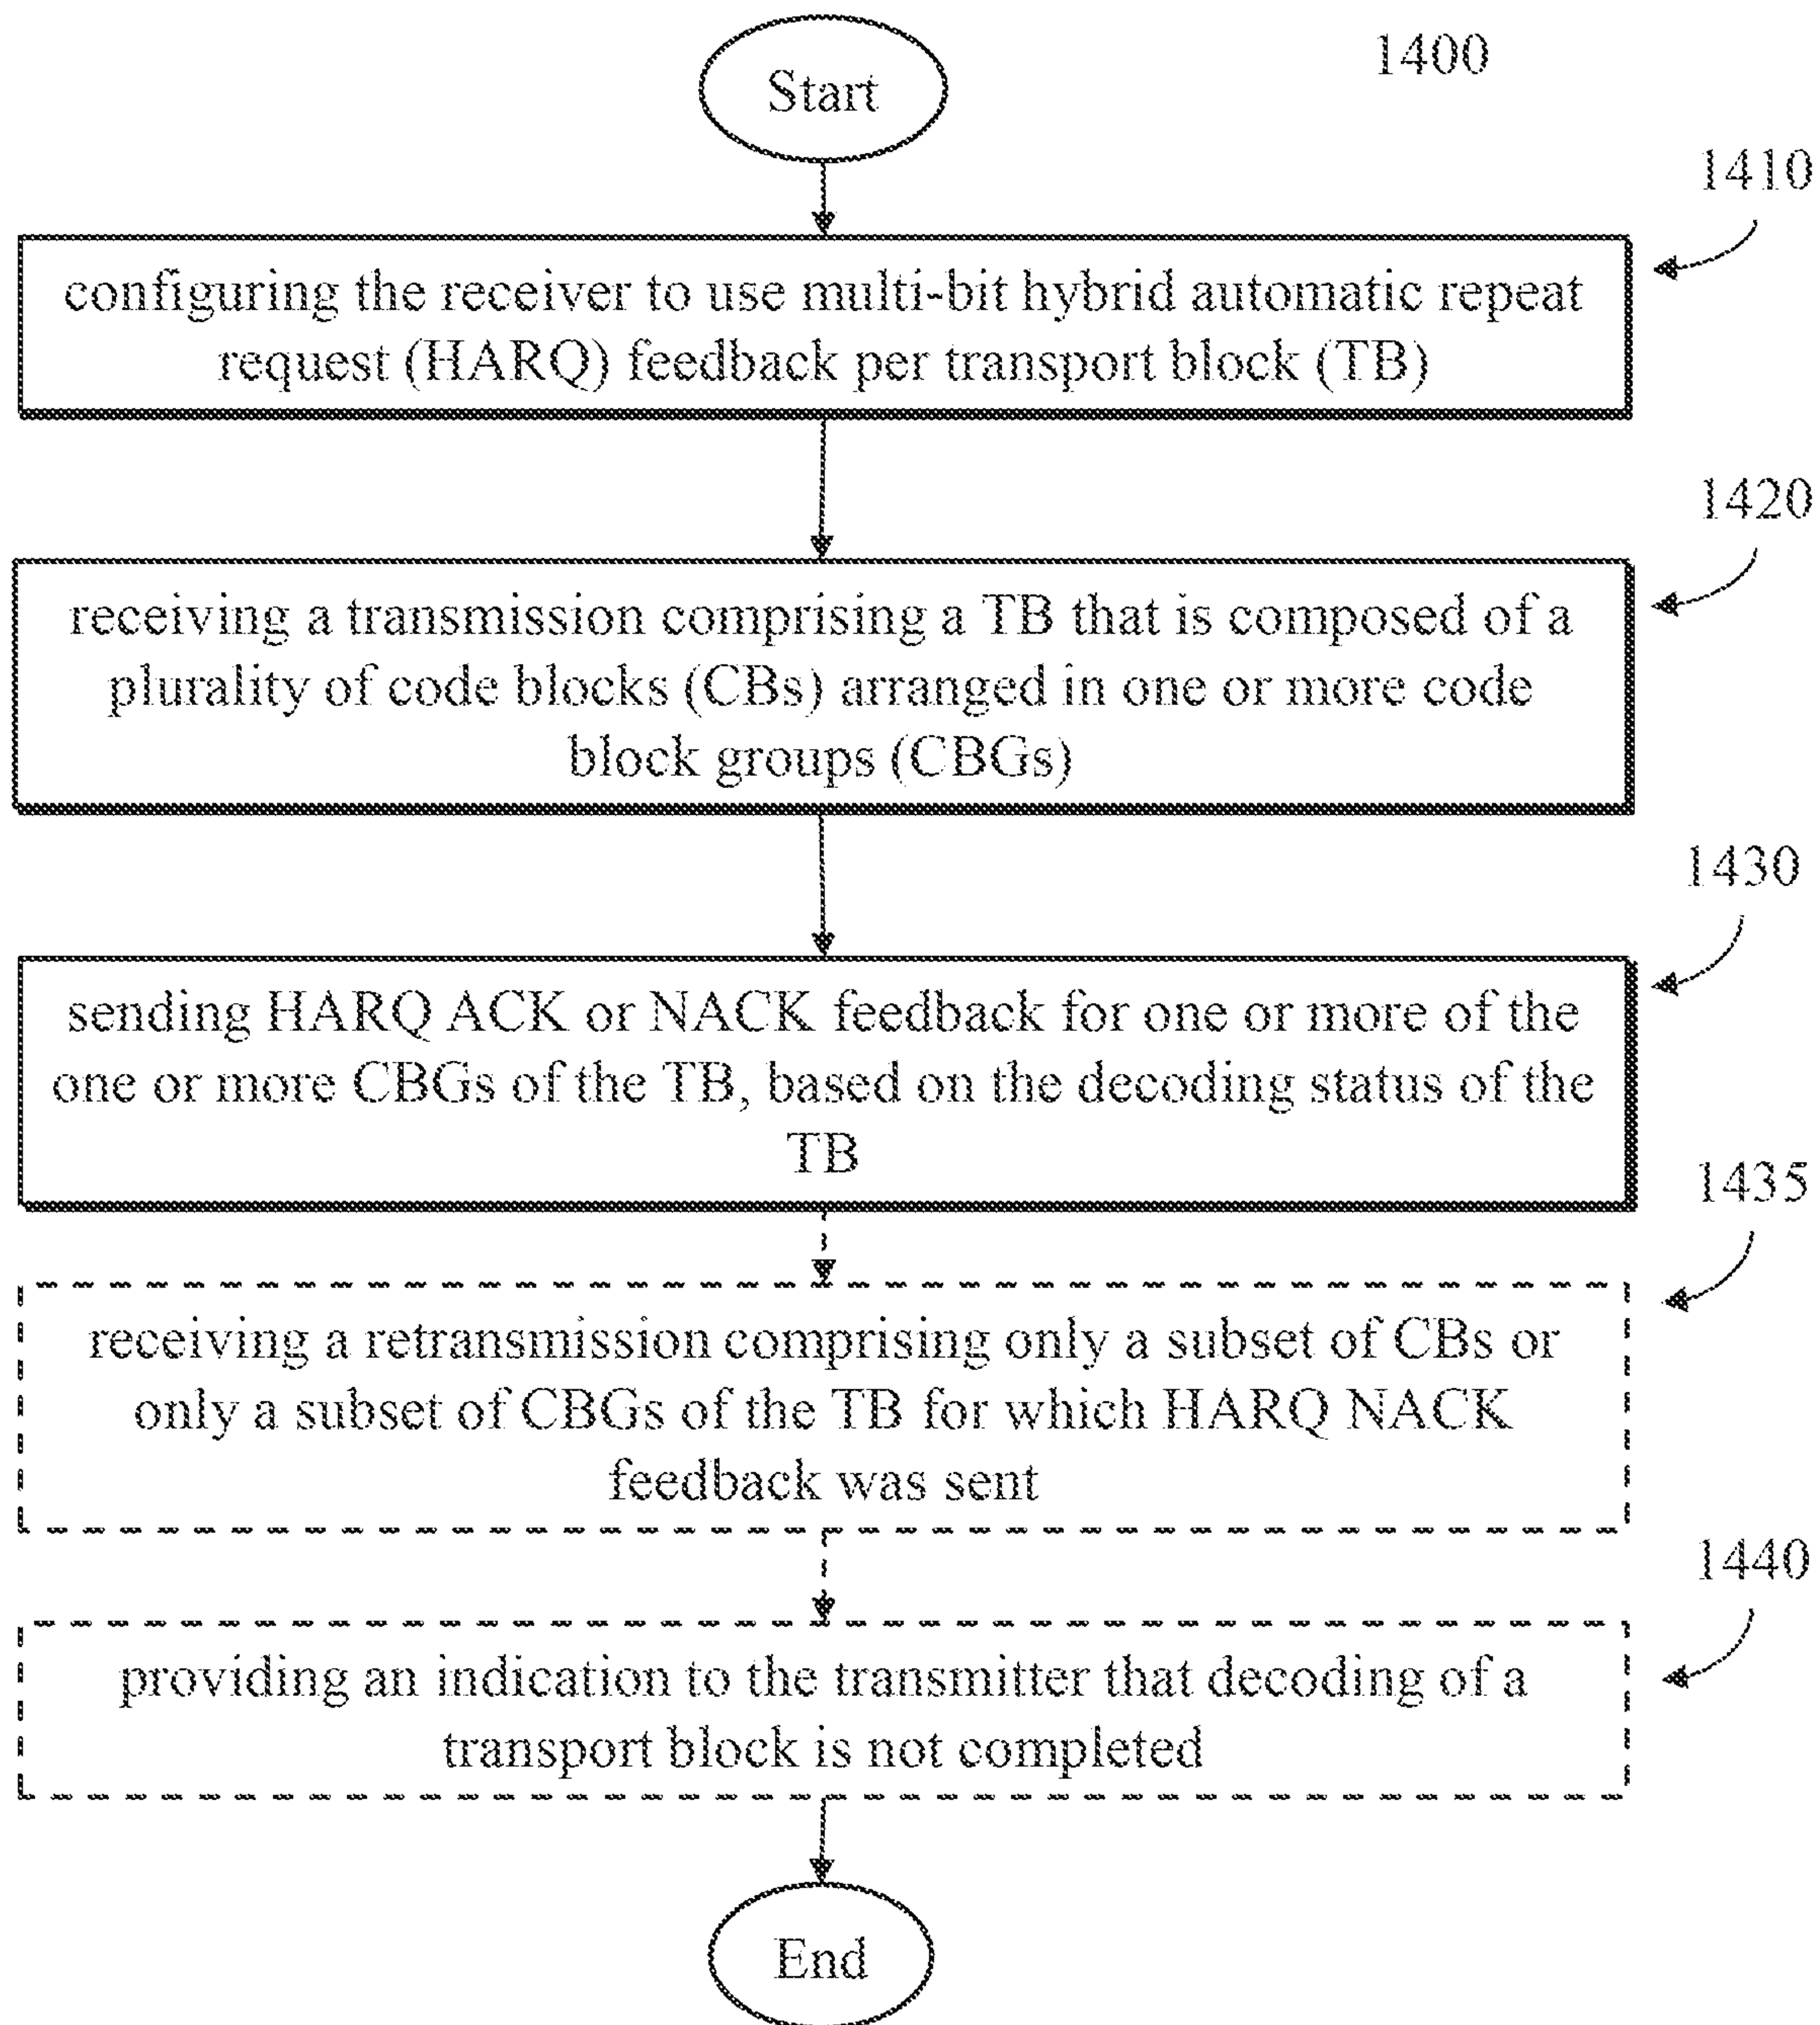 1400
Start
1410
configuring the receiver to use multi-bit hybrid automatic repeat
request (HARQ) feedback per transport block (TB)
1420
receiving a transmission comprising a TB that is composed of a
plurality of code blocks (CBs) arranged in one or more code
block groups (CBGs)
1430
sending HARQ ACK or NACK feedback for one or more of the
one or more CBGs of the TB, based on the decoding status of the
TB
1435
receiving a retransmission comprising only a subset of CBs or
only a subset of CBGs of the TB for which HARQ NACK
feedback was sent
1440
providing an indication to the transmitter that decoding of a
transport block is not completed
End